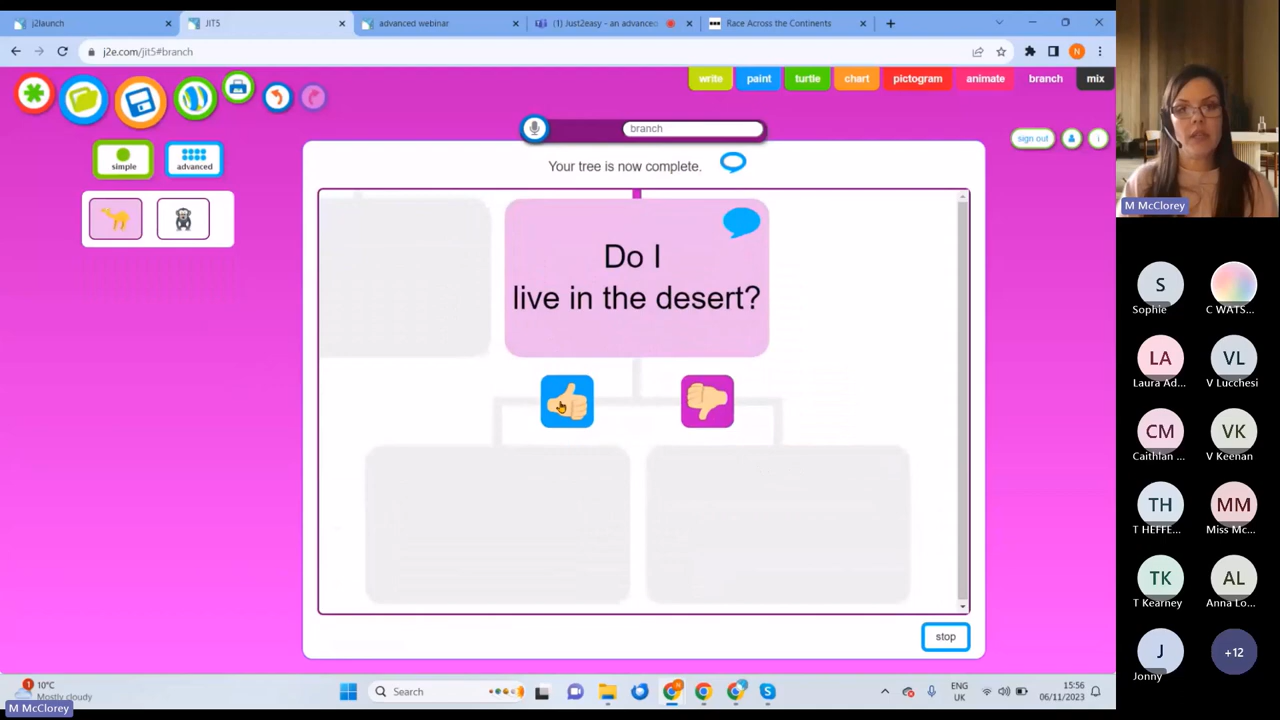 j2launch
JIT5
advanced webinar
(1) Just2easy - an advanced
Race Across the Continents
j2e.com/jit5#branch
N
write
paint
turtle
chart
pictogram
animate
branch
mix
branch
sign out
i
simple
advanced
Your tree is now complete.
Do I
live in the desert?
stop
M McClorey
S
Sophie
C WATS...
LA
Laura Ad...
VL
V Lucchesi
CM
Caithlan ...
VK
V Keenan
TH
T HEFFE...
MM
Miss Mc...
TK
T Kearney
AL
Anna Lo...
J
Jonny
+12
1
10°C
Mostly cloudy
Search
ENG
UK
15:56
06/11/2023
M McClorey